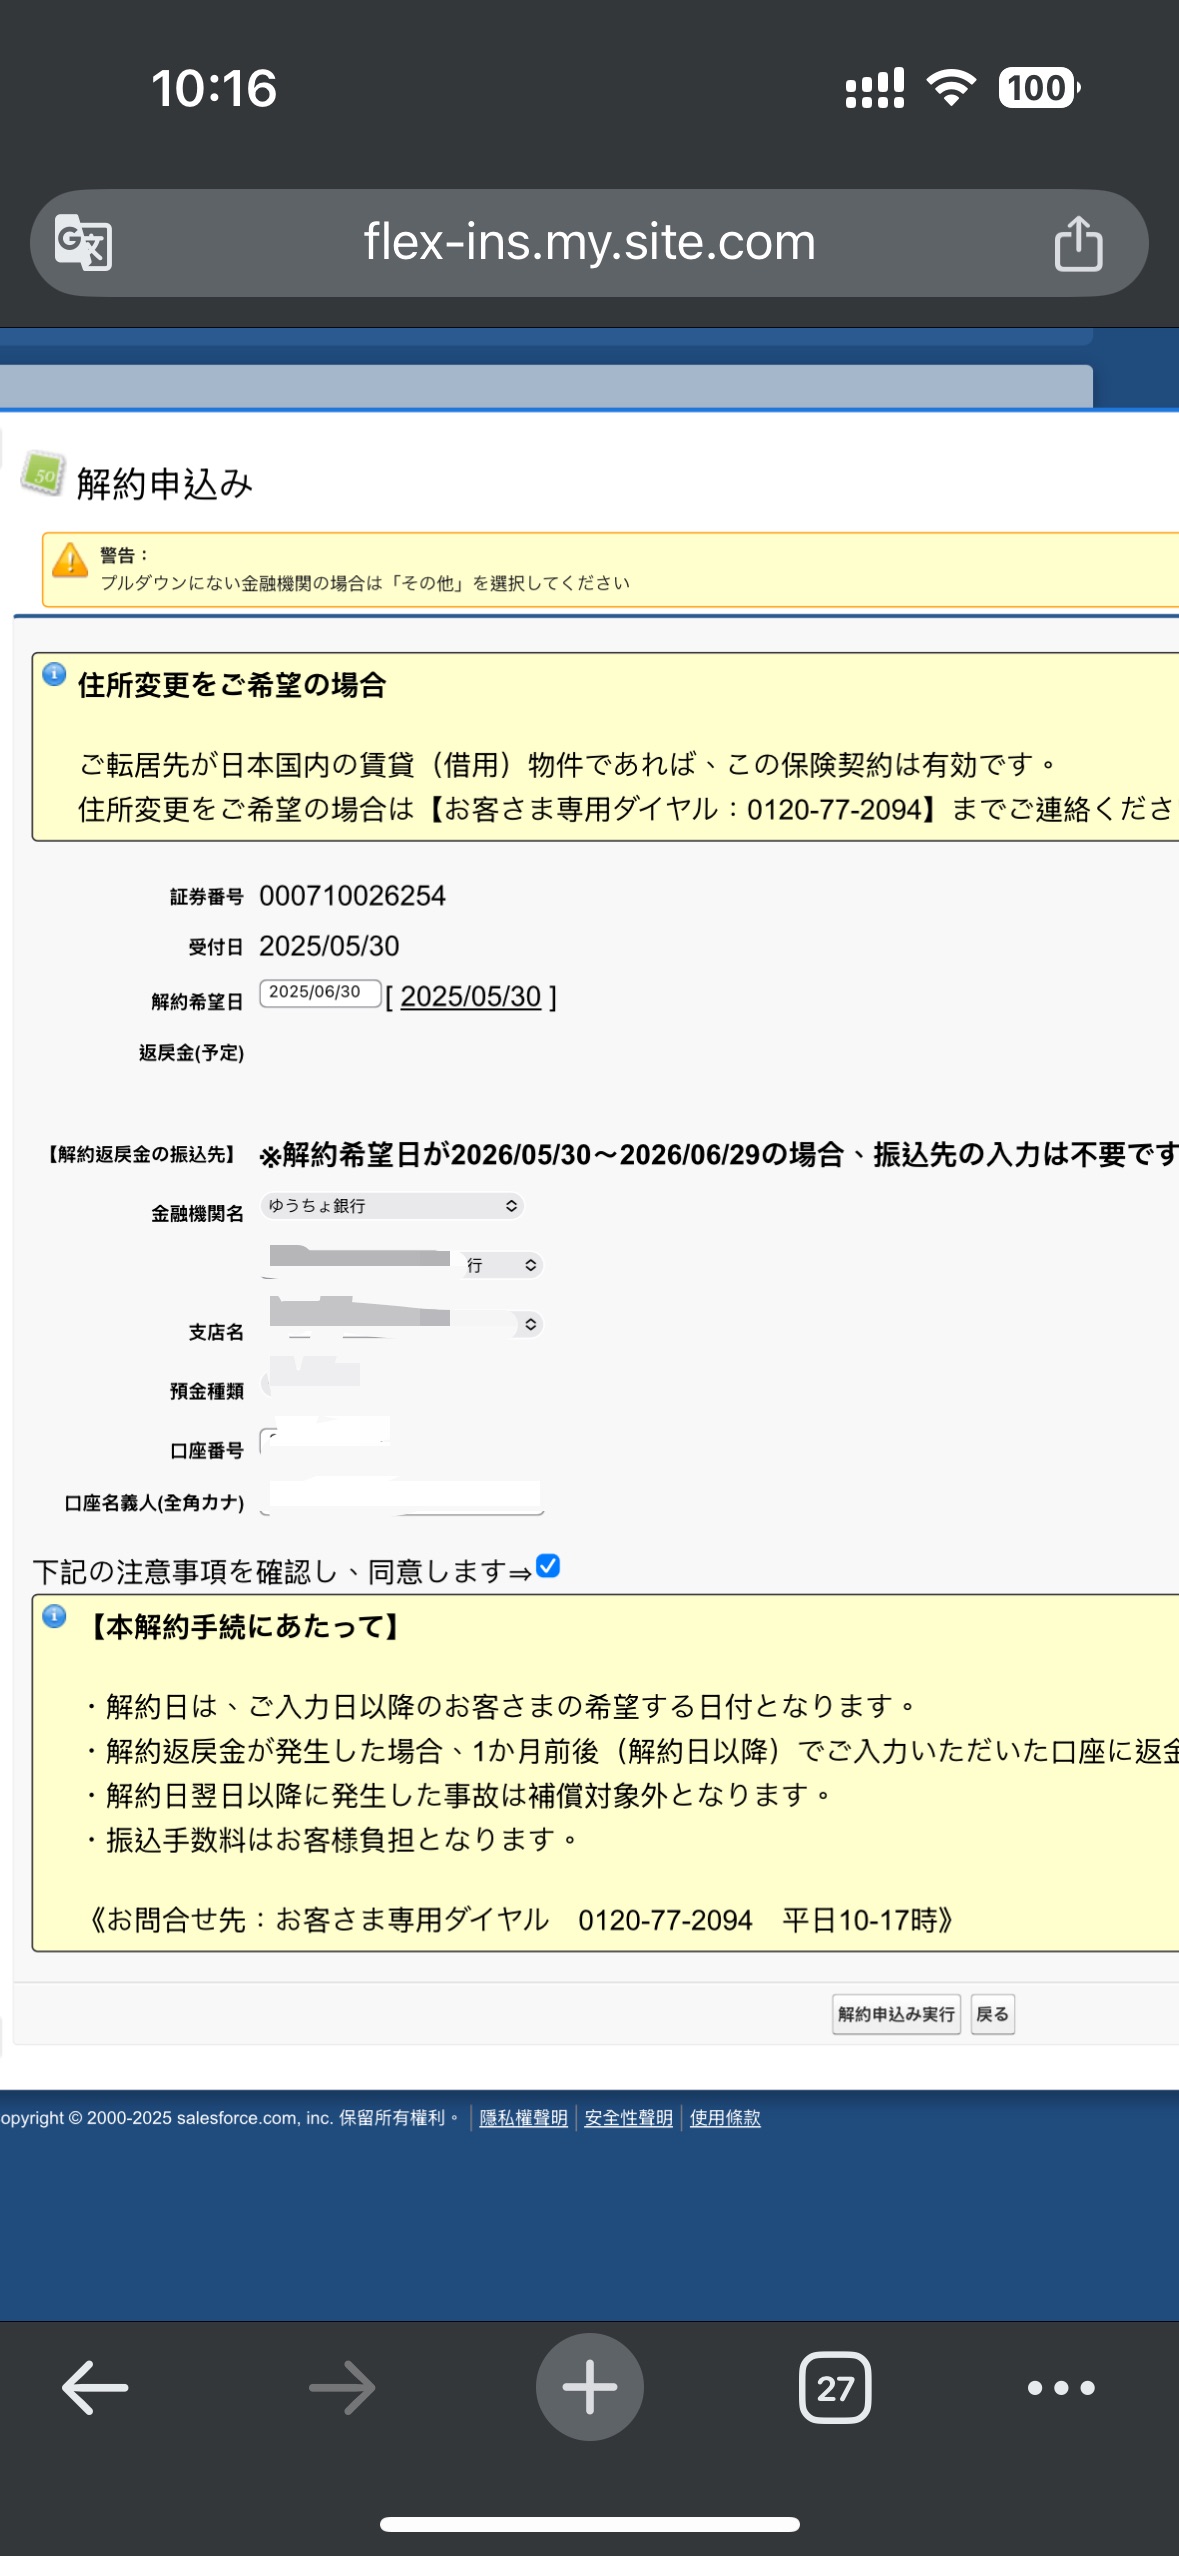 10:16
100
flex-ins.my.site.com
解約申込み
警告：
プルダウンにない金融機関の場合は「その他」を選択してください
住所変更をご希望の場合
ご転居先が日本国内の賃貸（借用）物件であれば、この保険契約は有効です。
住所変更をご希望の場合は【お客さま専用ダイヤル：0120-77-2094】までご連絡くださ
証券番号 000710026254
受付日 2025/05/30
解約希望日 2025/06/30 [ 2025/05/30 ]
返戻金(予定)
【解約返戻金の振込先】 ※解約希望日が2026/05/30～2026/06/29の場合、振込先の入力は不要です
金融機関名 ゆうちょ銀行
行
支店名
預金種類
口座番号
口座名義人(全角カナ)
下記の注意事項を確認し、同意します⇒
【本解約手続にあたって】
・解約日は、ご入力日以降のお客さまの希望する日付となります。
・解約返戻金が発生した場合、1か月前後（解約日以降）でご入力いただいた口座に返金
・解約日翌日以降に発生した事故は補償対象外となります。
・振込手数料はお客様負担となります。
《お問合せ先：お客さま専用ダイヤル　0120-77-2094　平日10-17時》
解約申込み実行 戻る
opyright © 2000-2025 salesforce.com, inc. 保留所有權利。 | 隱私權聲明 | 安全性聲明 | 使用條款
27